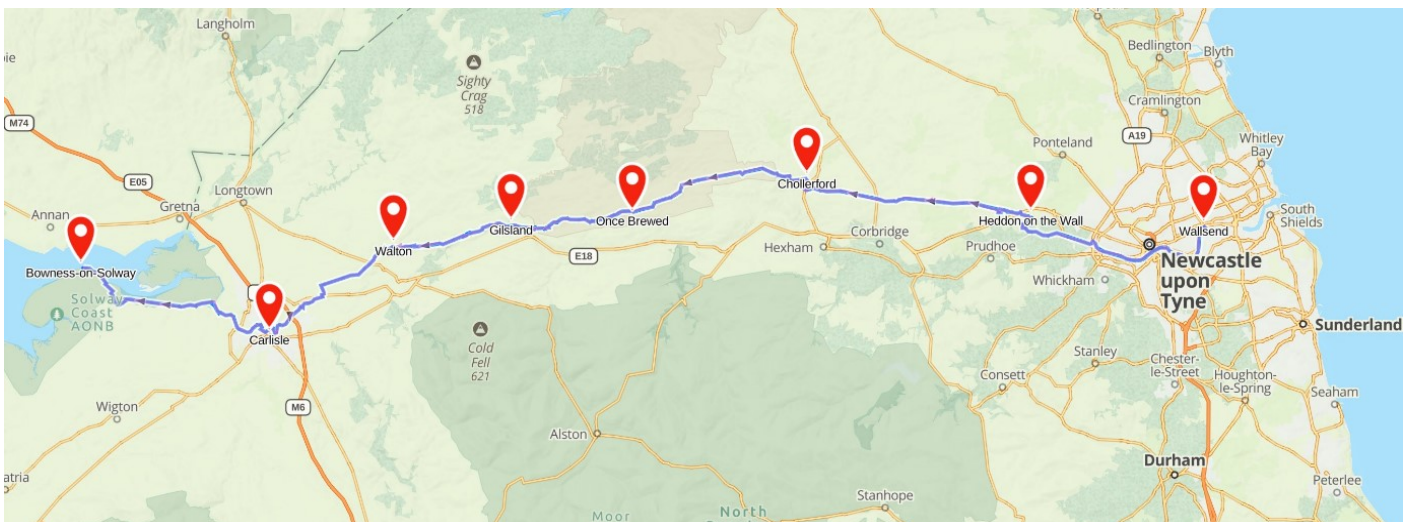 Langholm
Bedlington
Blyth
Sighty
Crag
518
Cramlington
M74
A19
Whitley
Bay
Ponteland
E05
Longtown
Chollerford
Gretna
Annan
Once Brewed
Heddon on the Wall
South
Shields
Gilsland
Wallsend
Corbridge
Hexham
Walton
Prudhoe
E18
Newcastle
upon
Tyne
Bowness-on-Solway
Whickham
Solway
Coast
AONB
Sunderland
Carlisle
Cold
Fell
621
Stanley
Chester-
le-Street
Consett
Houghton-
le-Spring
Seaham
M6
Wigton
Alston
Durham
atria
Peterlee
Stanhope
Moor
North